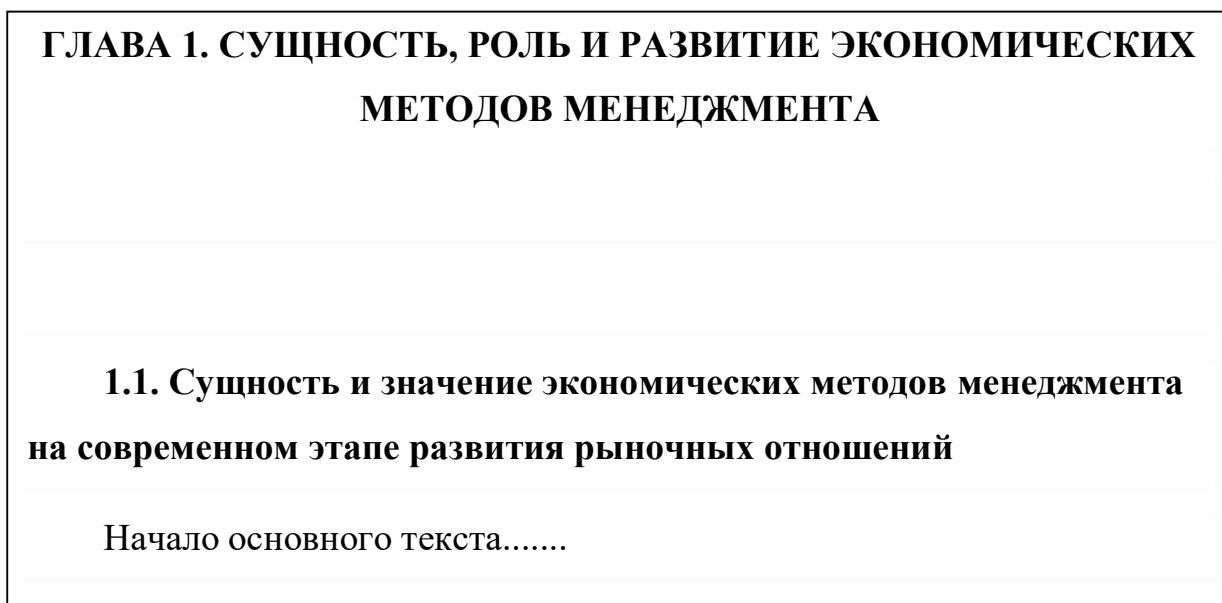 ГЛАВА 1. СУЩНОСТЬ, РОЛЬ И РАЗВИТИЕ ЭКОНОМИЧЕСКИХ
МЕТОДОВ МЕНЕДЖМЕНТА
1.1. Сущность и значение экономических методов менеджмента
на современном этапе развития рыночных отношений
Начало основного текста.......